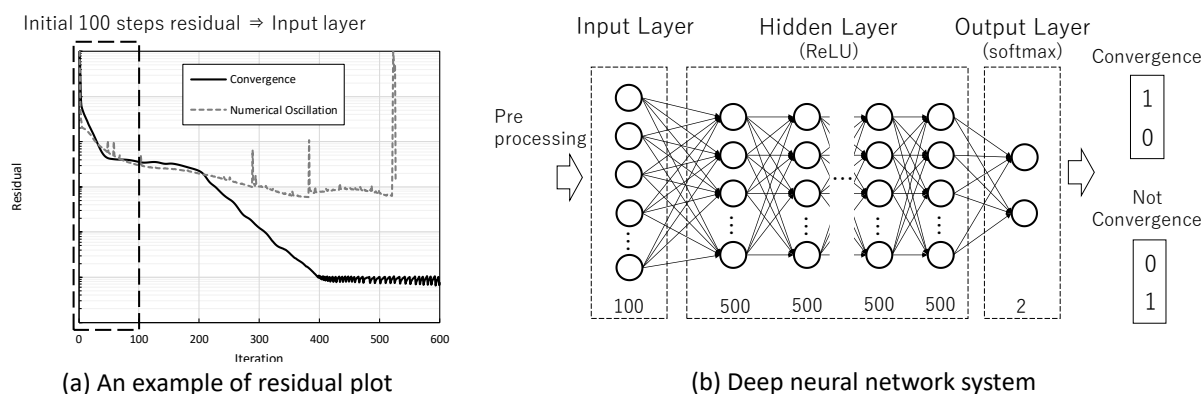 Initial 100 steps residual ⇒ Input layer
Convergence
Numerical Oscillation
Residual
0 100 200 300 400 500 600
Iteration
(a) An example of residual plot
Input Layer
Hidden Layer
(ReLU)
Output Layer
(softmax)
Pre
processing
100
500 500 500 500
2
Convergence
1
0
Not
Convergence
0
1
(b) Deep neural network system